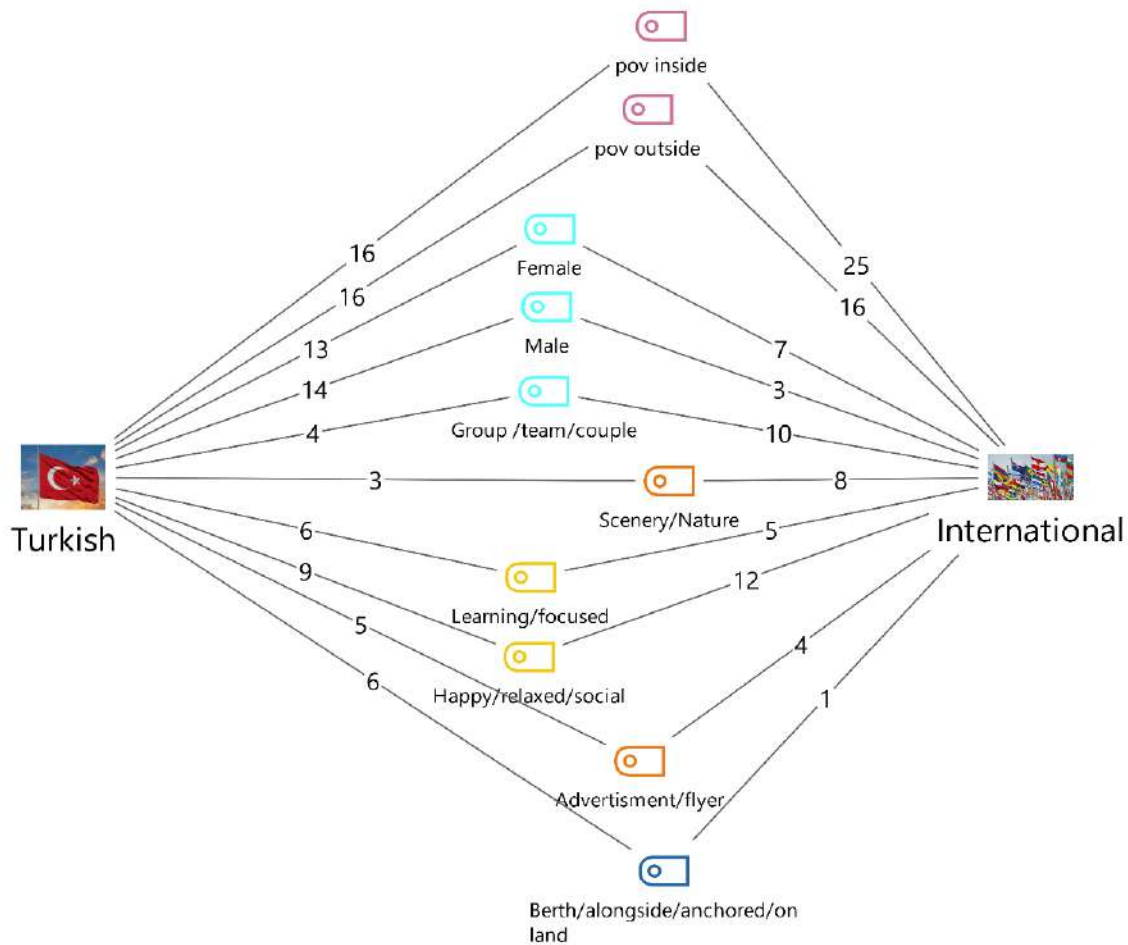 pov inside
pov outside
16
25
16
16
Female
13
7
Male
14
3
Group /team/couple
4
10
3
8
Scenery/Nature
Turkish
International
6
5
Learning/focused
9
12
Happy/relaxed/social
5
4
6
1
Advertisment/flyer
Berth/alongside/anchored/on
land